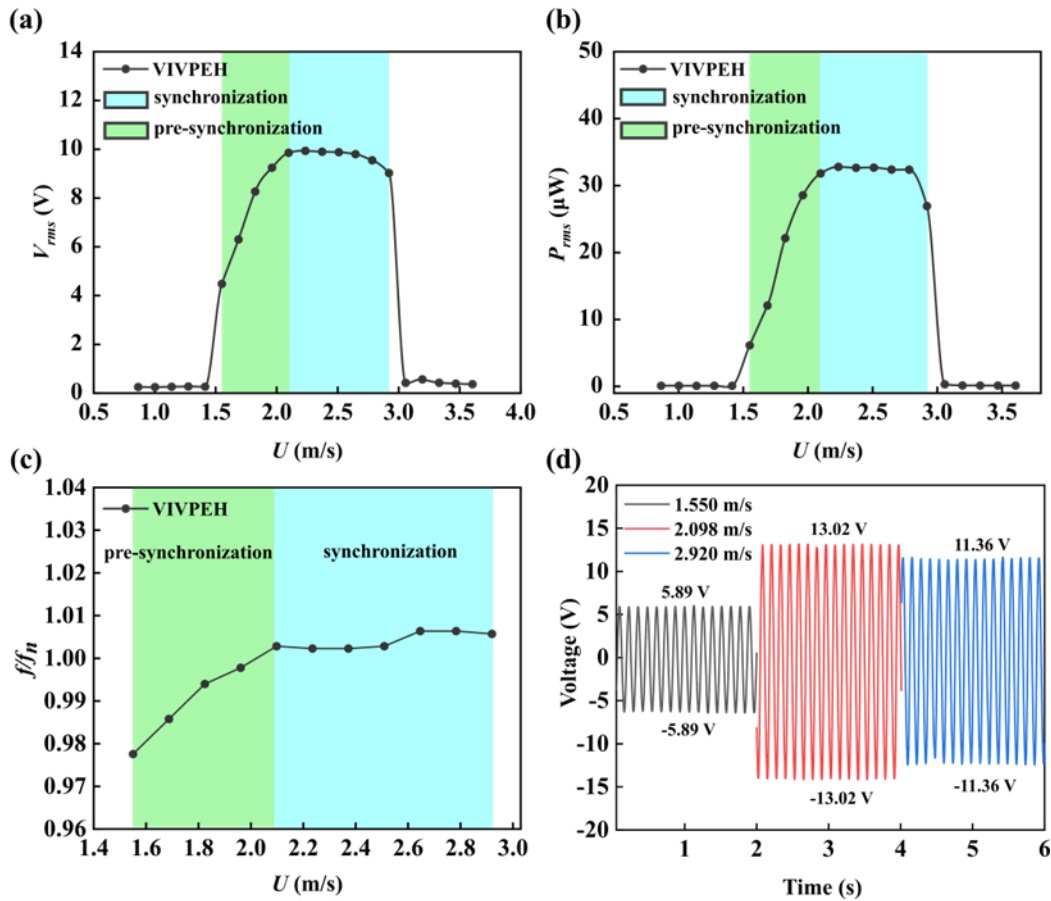 (a)
14
12
10
8
6
4
2
0
V_rms (V)
VIVPEH
synchronization
pre-synchronization
0.5 1.0 1.5 2.0 2.5 3.0 3.5 4.0
U (m/s)
(b)
50
40
30
20
10
0
P_rms (μW)
VIVPEH
synchronization
pre-synchronization
0.5 1.0 1.5 2.0 2.5 3.0 3.5
U (m/s)
(c)
1.04
1.03
1.02
1.01
1.00
0.99
0.98
0.97
0.96
f/f_n
VIVPEH
pre-synchronization
synchronization
1.4 1.6 1.8 2.0 2.2 2.4 2.6 2.8 3.0
U (m/s)
(d)
20
15
10
5
0
-5
-10
-15
-20
Voltage (V)
1.550 m/s
2.098 m/s
2.920 m/s
13.02 V
11.36 V
5.89 V
-5.89 V
-13.02 V
-11.36 V
1 2 3 4 5 6
Time (s)